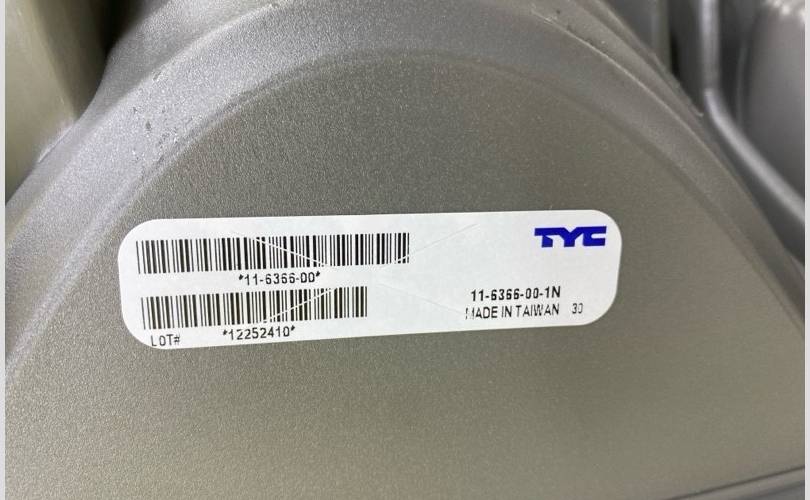 TYC
*11-6366-00*
11-6366-00-1N
MADE IN TAIWAN 30
LOT# *12252410*